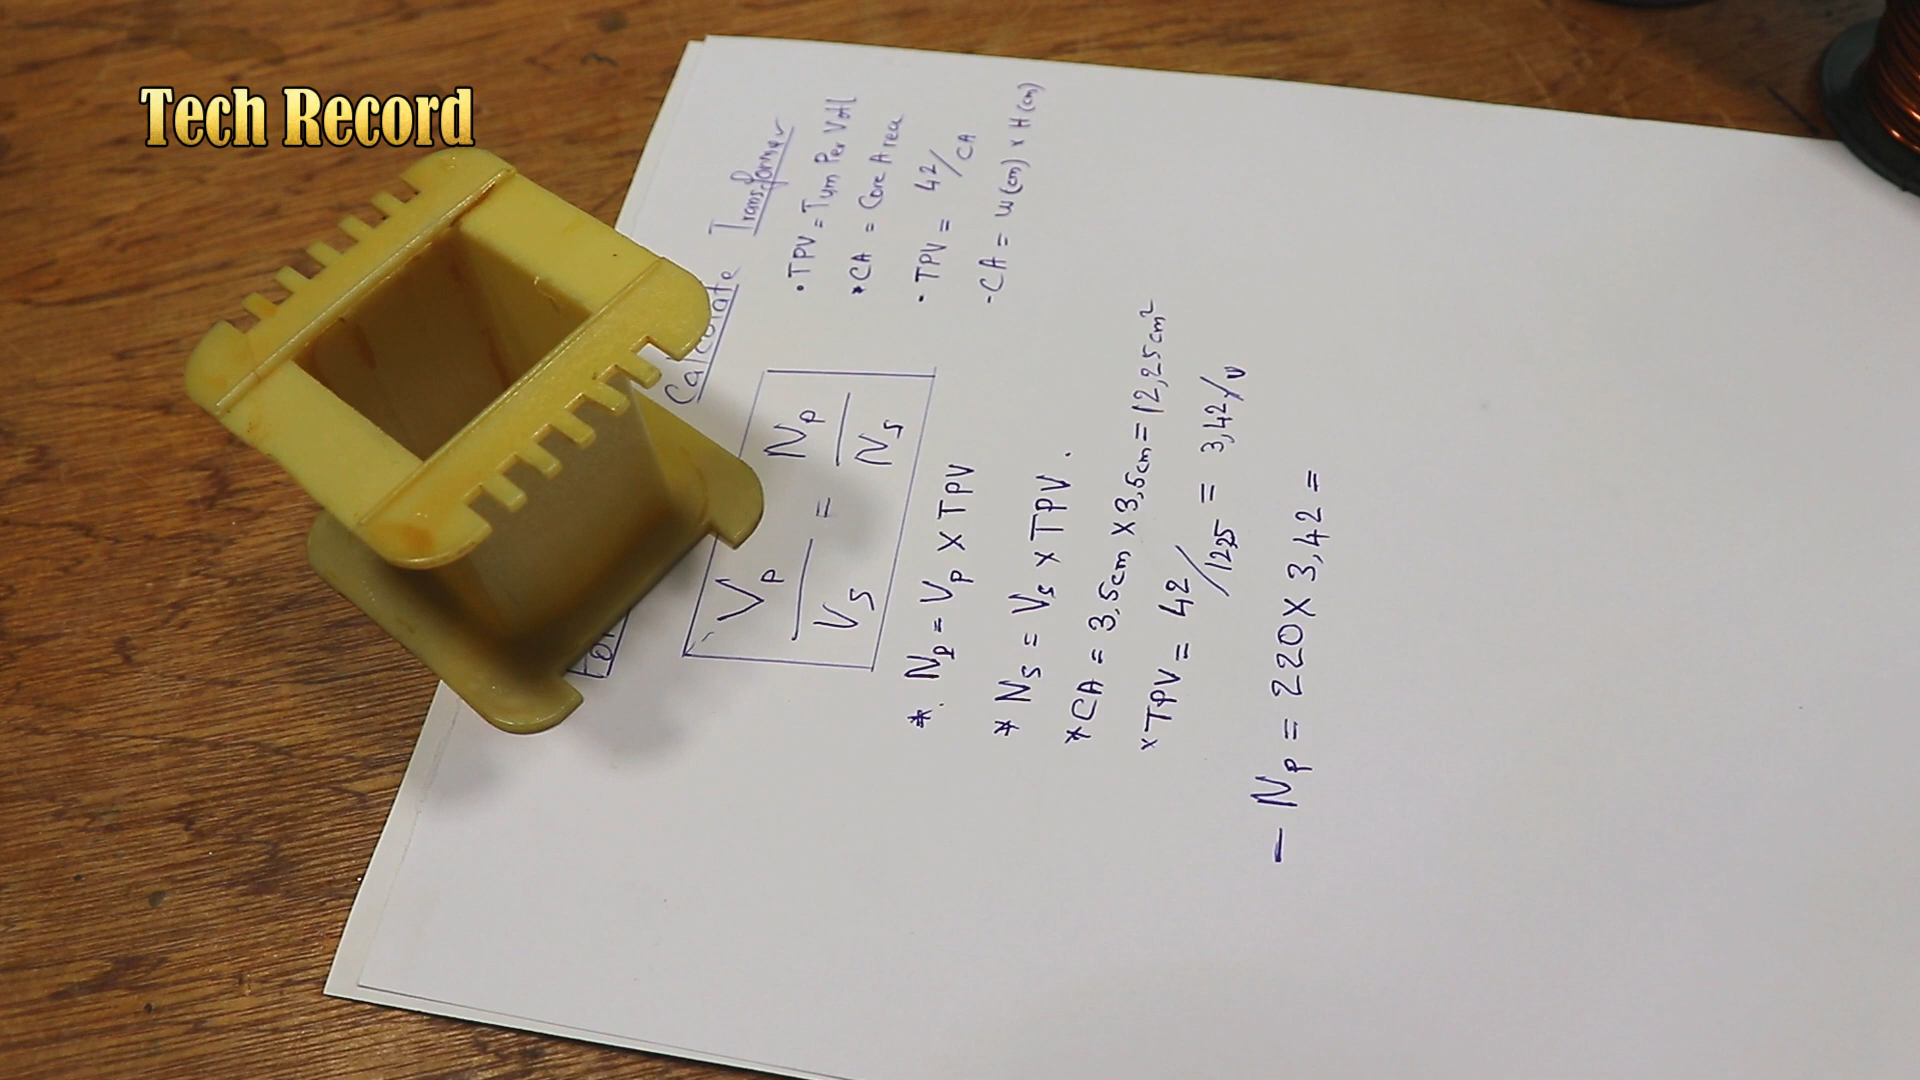 Tech Record
Calculate Transformer
• TPV = Turn Per Volt
* CA = Core Area
• TPV = 42/CA
- CA = W(cm) x H(cm)
Vp/Vs = Np/Ns
* Np = Vp x TPV
* Ns = Vs x TPV.
* CA = 3,5cm x 3,5cm = 12,25cm²
x TPV = 42/12,25 = 3,42/v
— Np = 220 x 3,42 =